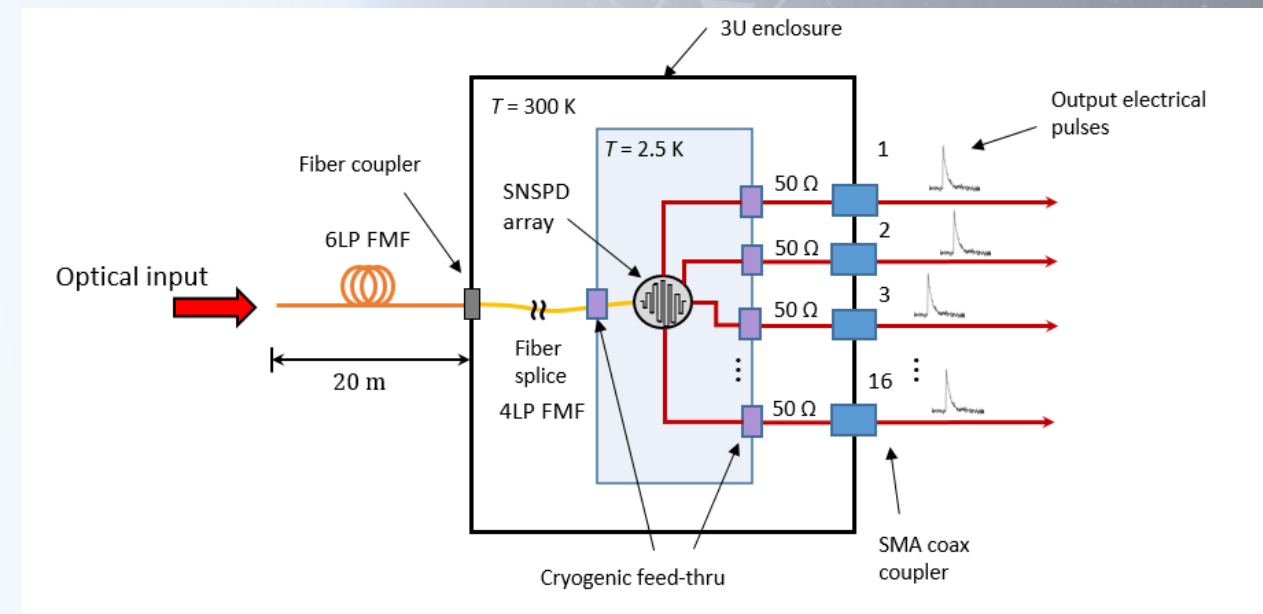 3U enclosure
T = 300 K
Output electrical
pulses
T = 2.5 K
1
Fiber coupler
50 Ω
SNSPD
array
6LP FMF
2
50 Ω
Optical input
3
50 Ω
Fiber
splice
20 m
16
4LP FMF
50 Ω
SMA coax
coupler
Cryogenic feed-thru